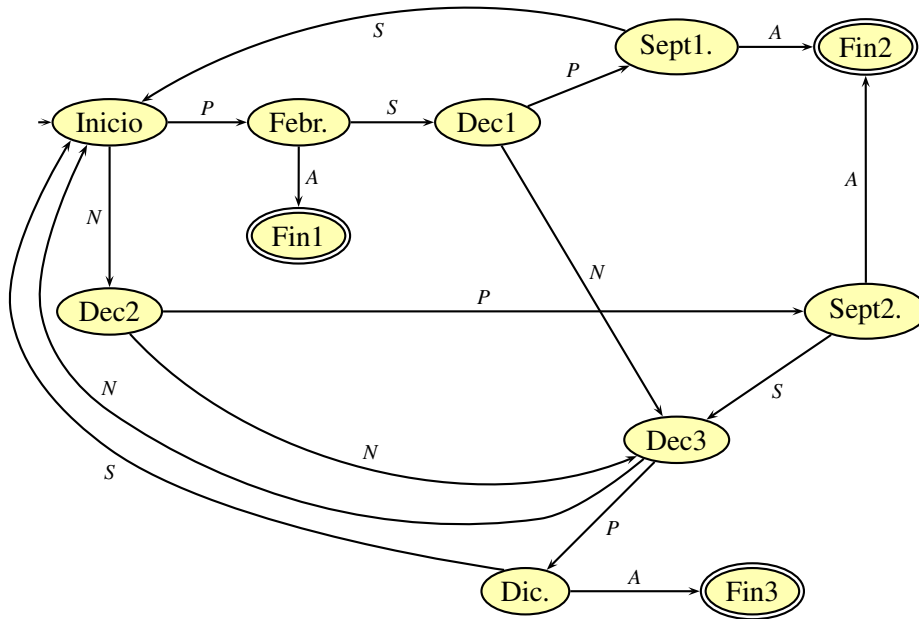 S
Sept1.
A
Fin2
P
Inicio
P
Febr.
S
Dec1
A
A
N
Fin1
N
Dec2
P
Sept2.
N
S
N
Dec3
S
P
Dic.
A
Fin3